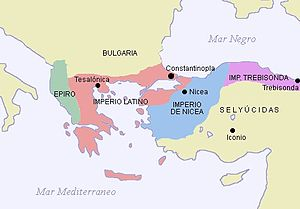 Mar Negro
BULGARIA
Constantinopla
Tesalónica
Nicea
IMP. TREBISONDA
Trebisonda
EPIRO
IMPERIO LATINO
IMPERIO
DE NICEA
SELYÚCIDAS
Iconio
Mar Mediterraneo